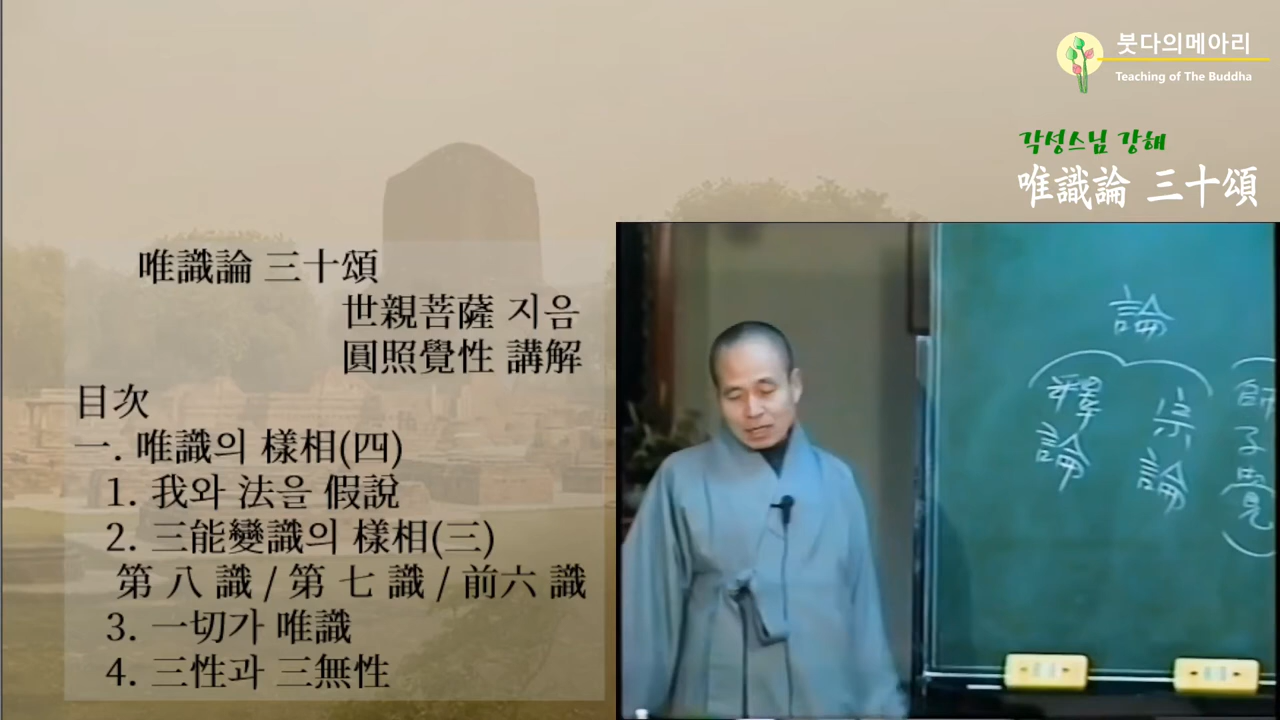 붓다의메아리
Teaching of The Buddha
각성스님 강해
唯識論 三十頌
唯識論 三十頌
世親菩薩 지음
圓照覺性 講解
目次
一. 唯識의 樣相(四)
1. 我와 法을 假說
2. 三能變識의 樣相(三)
第 八 識 / 第 七 識 / 前六 識
3. 一切가 唯識
4. 三性과 三無性
論
釋論
宗論
師子覺